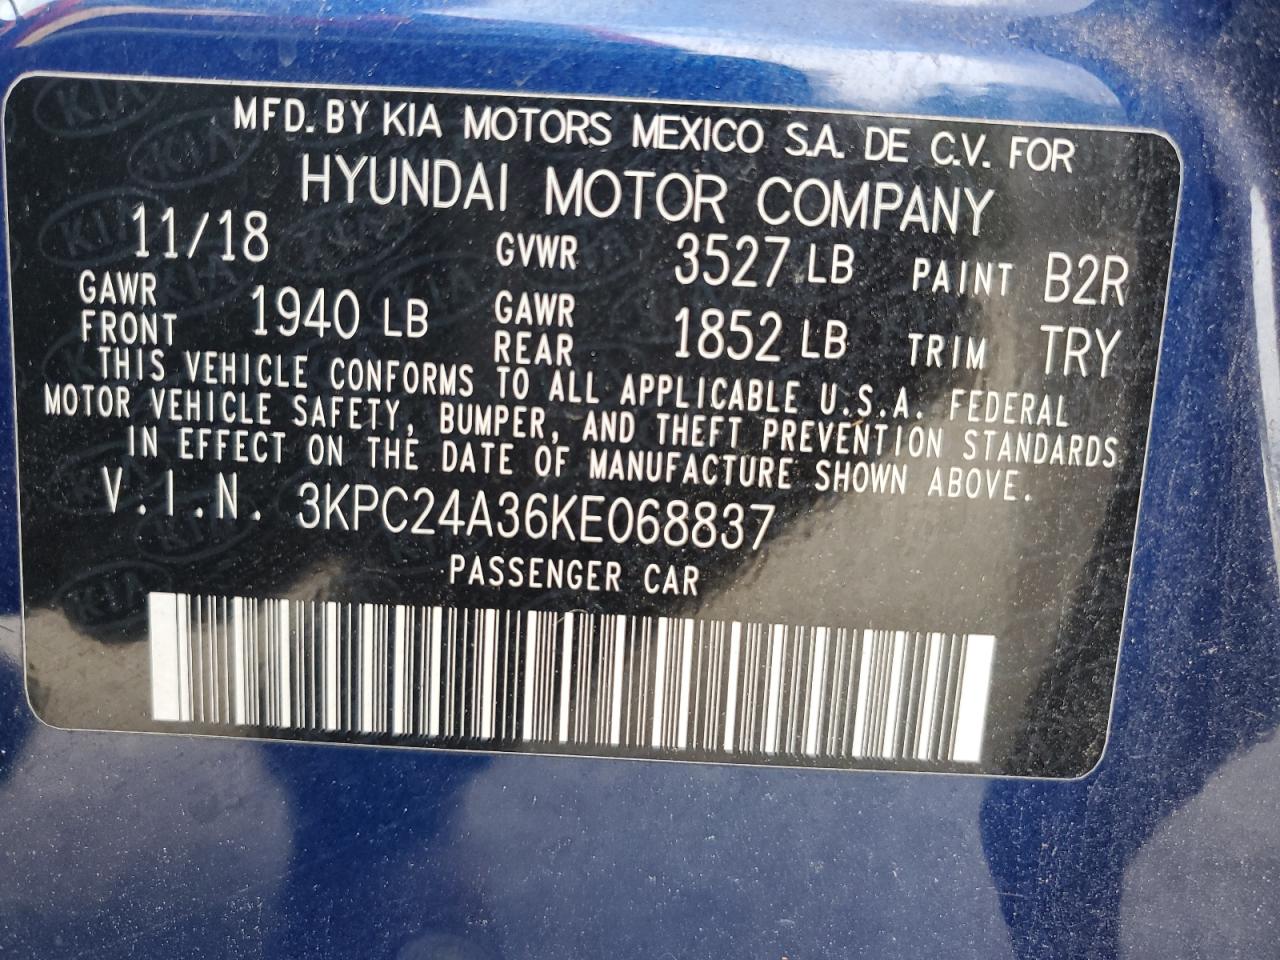 MFD. BY KIA MOTORS MEXICO S.A. DE C.V. FOR
HYUNDAI MOTOR COMPANY
11/18 GVWR 3527 LB PAINT B2R
GAWR FRONT 1940 LB GAWR REAR 1852 LB TRIM TRY
THIS VEHICLE CONFORMS TO ALL APPLICABLE U.S.A. FEDERAL
MOTOR VEHICLE SAFETY, BUMPER, AND THEFT PREVENTION STANDARDS
IN EFFECT ON THE DATE OF MANUFACTURE SHOWN ABOVE.
V.I.N. 3KPC24A36KE068837
PASSENGER CAR